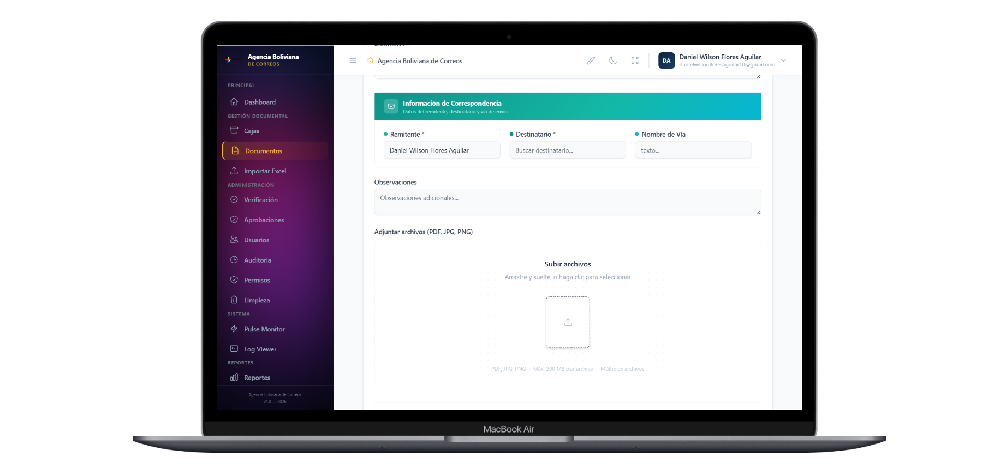 Agencia Boliviana
DE CORREOS
PRINCIPAL
Dashboard
GESTIÓN DOCUMENTAL
Cajas
Documentos
Importar Excel
ADMINISTRACIÓN
Verificación
Aprobaciones
Usuarios
Auditoría
Permisos
Limpieza
SISTEMA
Pulse Monitor
Log Viewer
REPORTES
Reportes
Agencia Boliviana de Correos
v1.0 — 2026
Agencia Boliviana de Correos
DA
Daniel Wilson Flores Aguilar
danielwilsonfloresaguilar10@gmail.com
Información de Correspondencia
Datos del remitente, destinatario y vía de envío
Remitente *
Daniel Wilson Flores Aguilar
Destinatario *
Buscar destinatario...
Nombre de Vía
texto...
Observaciones
Observaciones adicionales...
Adjuntar archivos (PDF, JPG, PNG)
Subir archivos
Arrastre y suelte, o haga clic para seleccionar
PDF, JPG, PNG · Máx. 200 MB por archivo · Múltiples archivos
MacBook Air